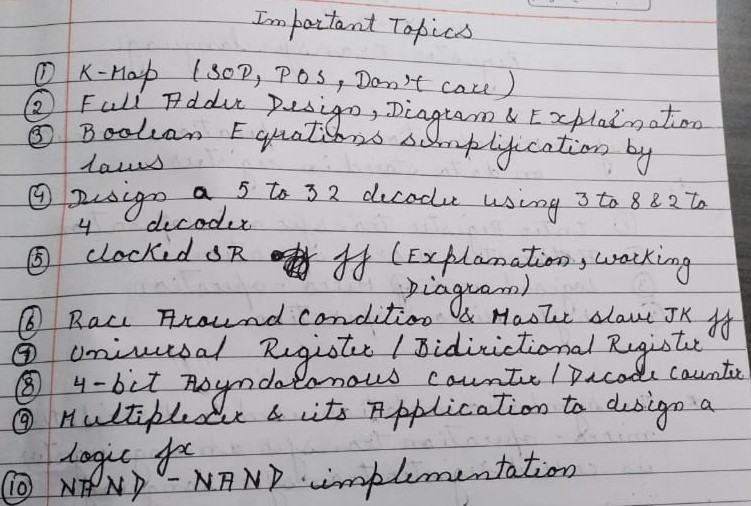 Important Topics
① K-Map (SOP, POS, Don't care)
② Full Adder Design, Diagram & Explaination
③ Boolean Equations simplification by
laws
④ Design a 5 to 32 decoder using 3 to 8 & 2 to
4 decoder
⑤ clocked SR ff (Explanation, working
Diagram)
⑥ Race Around Condition & Master slave JK ff
⑦ Universal Register / Bidirictional Register
⑧ 4-bit Asyndoronous counter / Decade counter
⑨ Multiplexer & its Application to design a
logic fx
⑩ NAND - NAND implementation